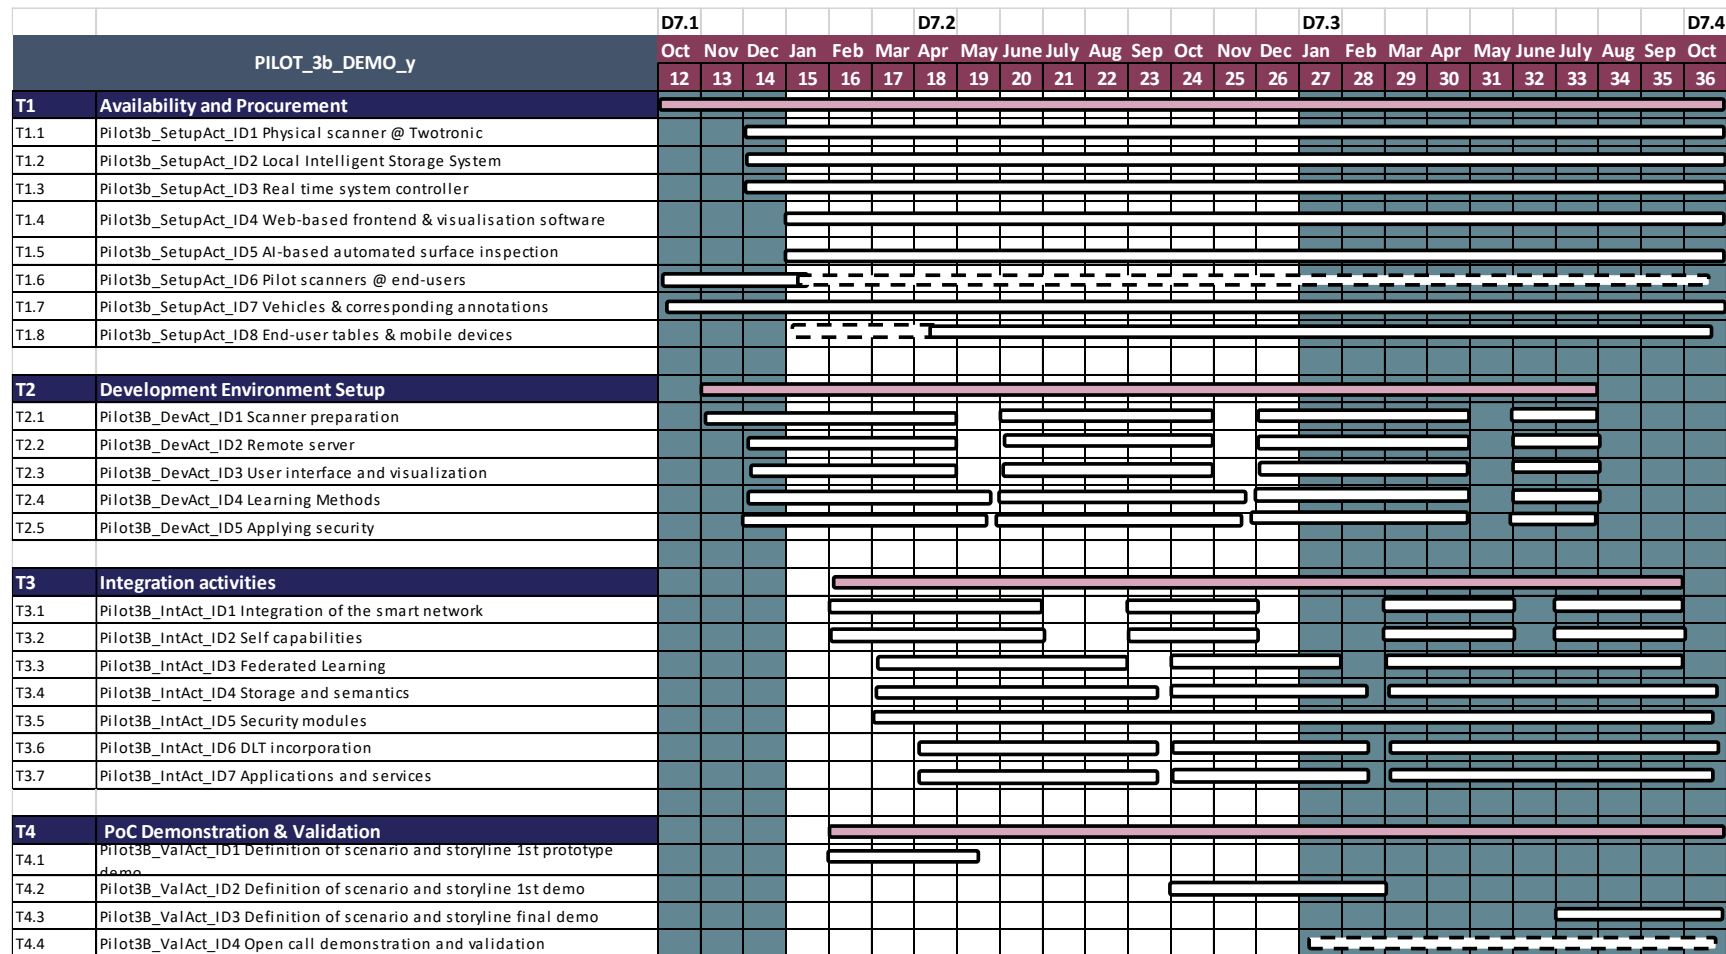 D7.1 D7.2 D7.3 D7.4
PILOT_3b_DEMO_y
Oct Nov Dec Jan Feb Mar Apr May June July Aug Sep Oct Nov Dec Jan Feb Mar Apr May June July Aug Sep Oct
12 13 14 15 16 17 18 19 20 21 22 23 24 25 26 27 28 29 30 31 32 33 34 35 36
T1 Availability and Procurement
T1.1 Pilot3b_SetupAct_ID1 Physical scanner @ Twotronic
T1.2 Pilot3b_SetupAct_ID2 Local Intelligent Storage System
T1.3 Pilot3b_SetupAct_ID3 Real time system controller
T1.4 Pilot3b_SetupAct_ID4 Web-based frontend & visualisation software
T1.5 Pilot3b_SetupAct_ID5 AI-based automated surface inspection
T1.6 Pilot3b_SetupAct_ID6 Pilot scanners @ end-users
T1.7 Pilot3b_SetupAct_ID7 Vehicles & corresponding annotations
T1.8 Pilot3b_SetupAct_ID8 End-user tables & mobile devices
T2 Development Environment Setup
T2.1 Pilot3B_DevAct_ID1 Scanner preparation
T2.2 Pilot3B_DevAct_ID2 Remote server
T2.3 Pilot3B_DevAct_ID3 User interface and visualization
T2.4 Pilot3B_DevAct_ID4 Learning Methods
T2.5 Pilot3B_DevAct_ID5 Applying security
T3 Integration activities
T3.1 Pilot3B_IntAct_ID1 Integration of the smart network
T3.2 Pilot3B_IntAct_ID2 Self capabilities
T3.3 Pilot3B_IntAct_ID3 Federated Learning
T3.4 Pilot3B_IntAct_ID4 Storage and semantics
T3.5 Pilot3B_IntAct_ID5 Security modules
T3.6 Pilot3B_IntAct_ID6 DLT incorporation
T3.7 Pilot3B_IntAct_ID7 Applications and services
T4 PoC Demonstration & Validation
T4.1 Pilot3B_ValAct_ID1 Definition of scenario and storyline 1st prototype
demo
T4.2 Pilot3B_ValAct_ID2 Definition of scenario and storyline 1st demo
T4.3 Pilot3B_ValAct_ID3 Definition of scenario and storyline final demo
T4.4 Pilot3B_ValAct_ID4 Open call demonstration and validation